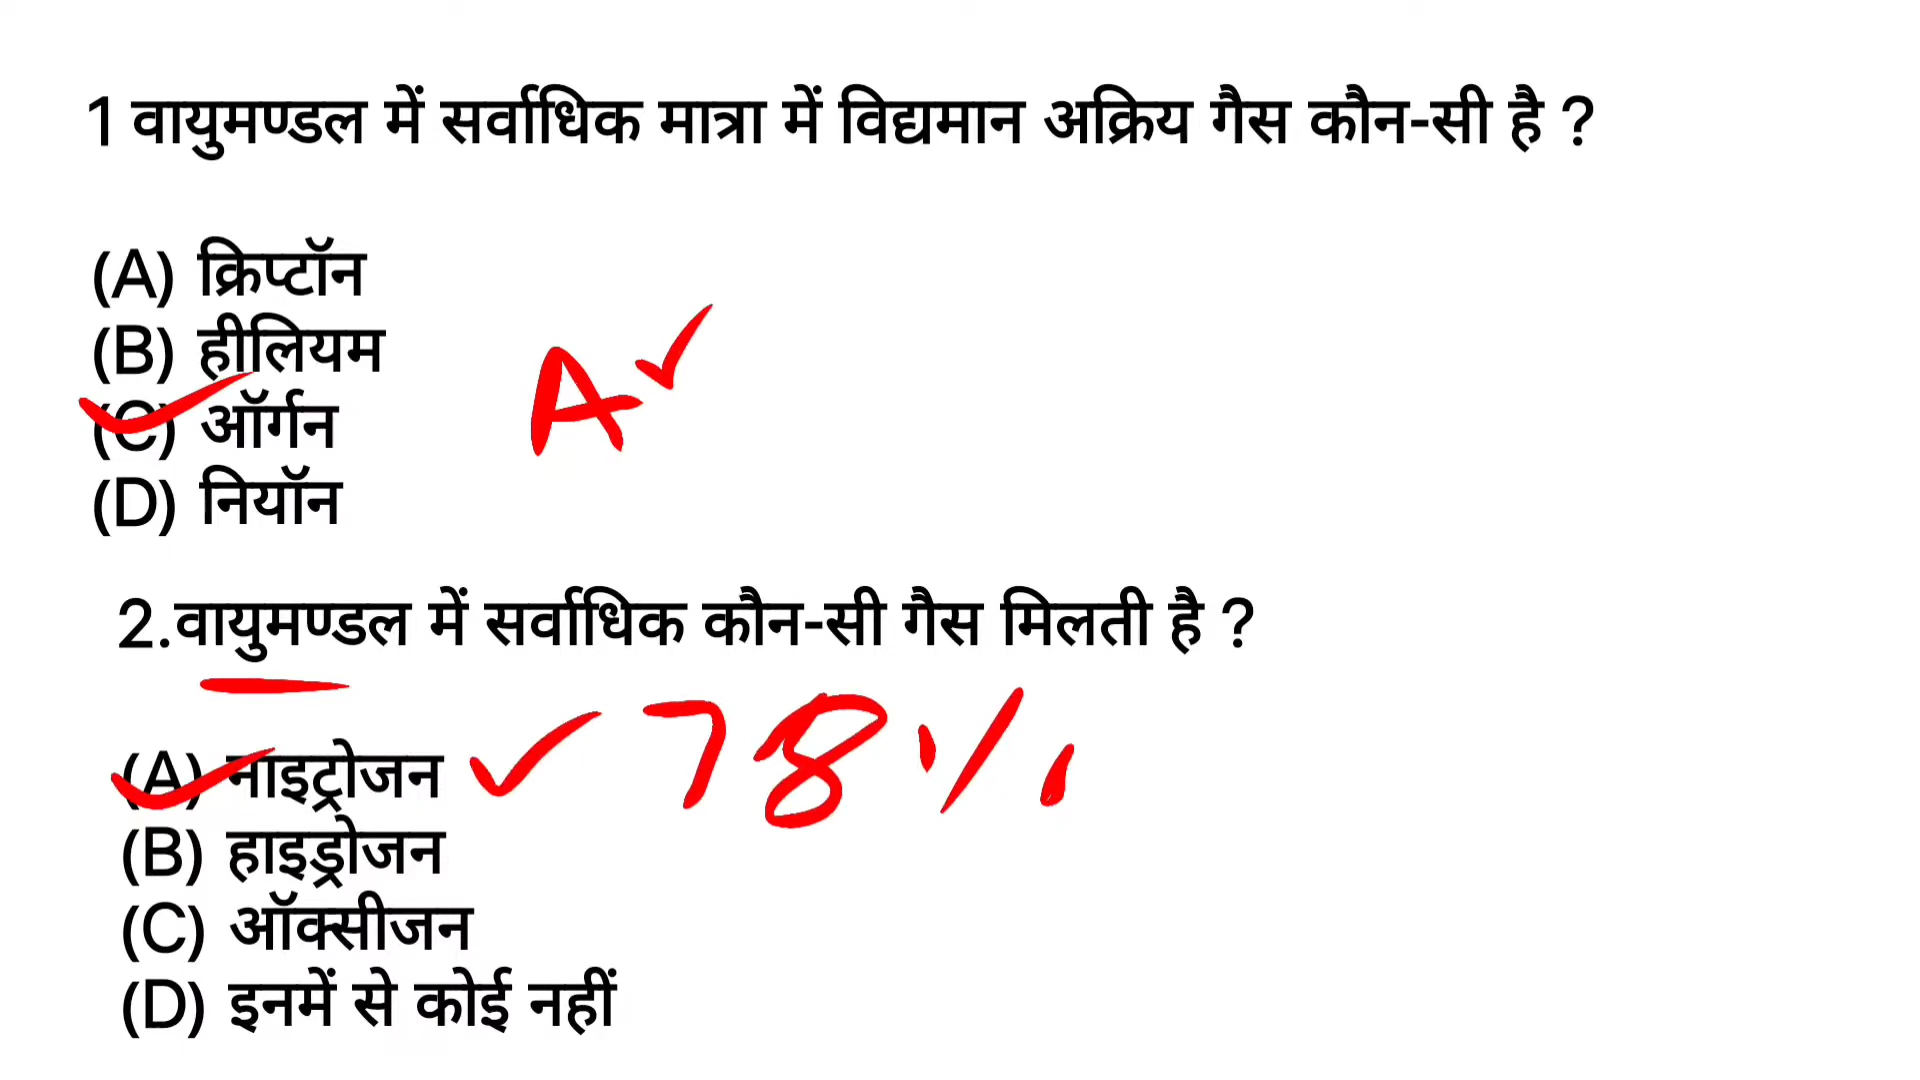 1 वायुमण्डल में सर्वाधिक मात्रा में विद्यमान अक्रिय गैस कौन-सी है ?
(A) क्रिप्टॉन
(B) हीलियम
(C) ऑर्गन
A
(D) नियॉन
2.वायुमण्डल में सर्वाधिक कौन-सी गैस मिलती है ?
(A) नाइट्रोजन 78%
(B) हाइड्रोजन
(C) ऑक्सीजन
(D) इनमें से कोई नहीं